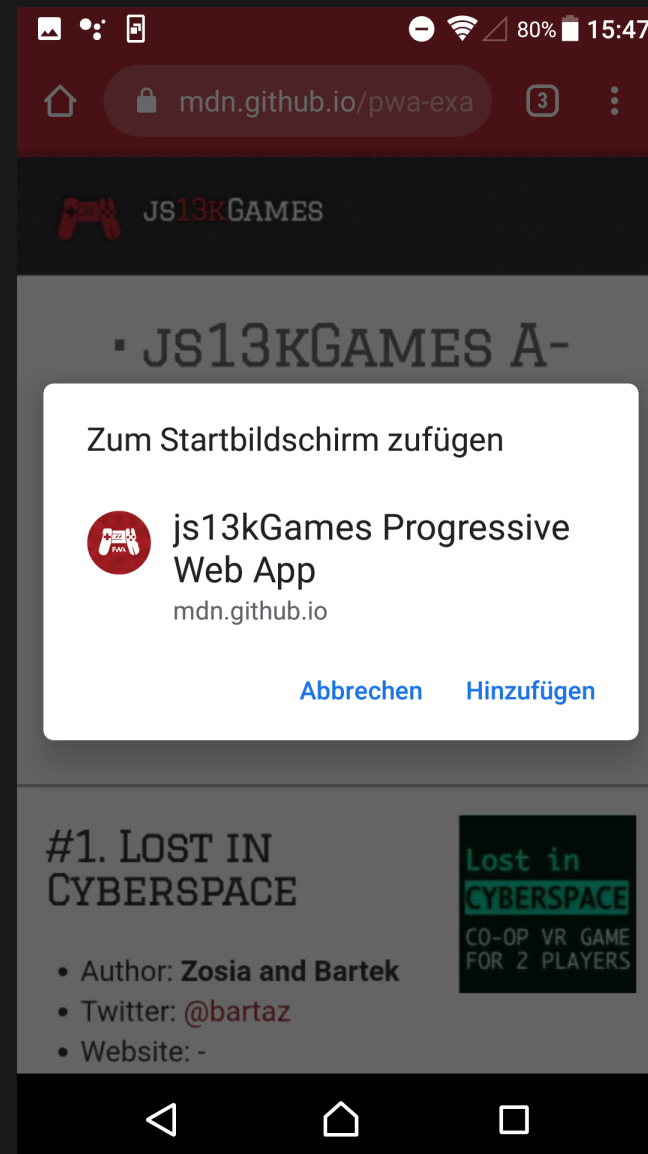 80% 15:47
mdn.github.io/pwa-exa
3
js13kGames
· js13kGames A-
Zum Startbildschirm zufügen
js13kGames Progressive
Web App
PWA
mdn.github.io
Abbrechen Hinzufügen
#1. Lost in
Cyberspace
Lost in
CYBERSPACE
CO-OP VR GAME
FOR 2 PLAYERS
• Author: Zosia and Bartek
• Twitter: @bartaz
• Website: -